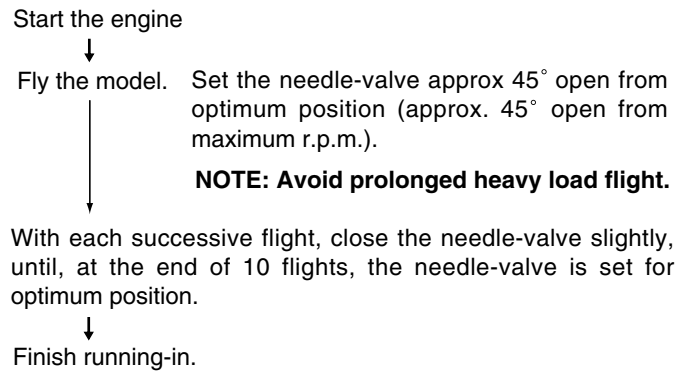 Start the engine
Fly the model.
Set the needle-valve approx 45˚ open from
optimum position (approx. 45˚ open from
maximum r.p.m.).
NOTE: Avoid prolonged heavy load flight.
With each successive flight, close the needle-valve slightly,
until, at the end of 10 flights, the needle-valve is set for
optimum position.
Finish running-in.